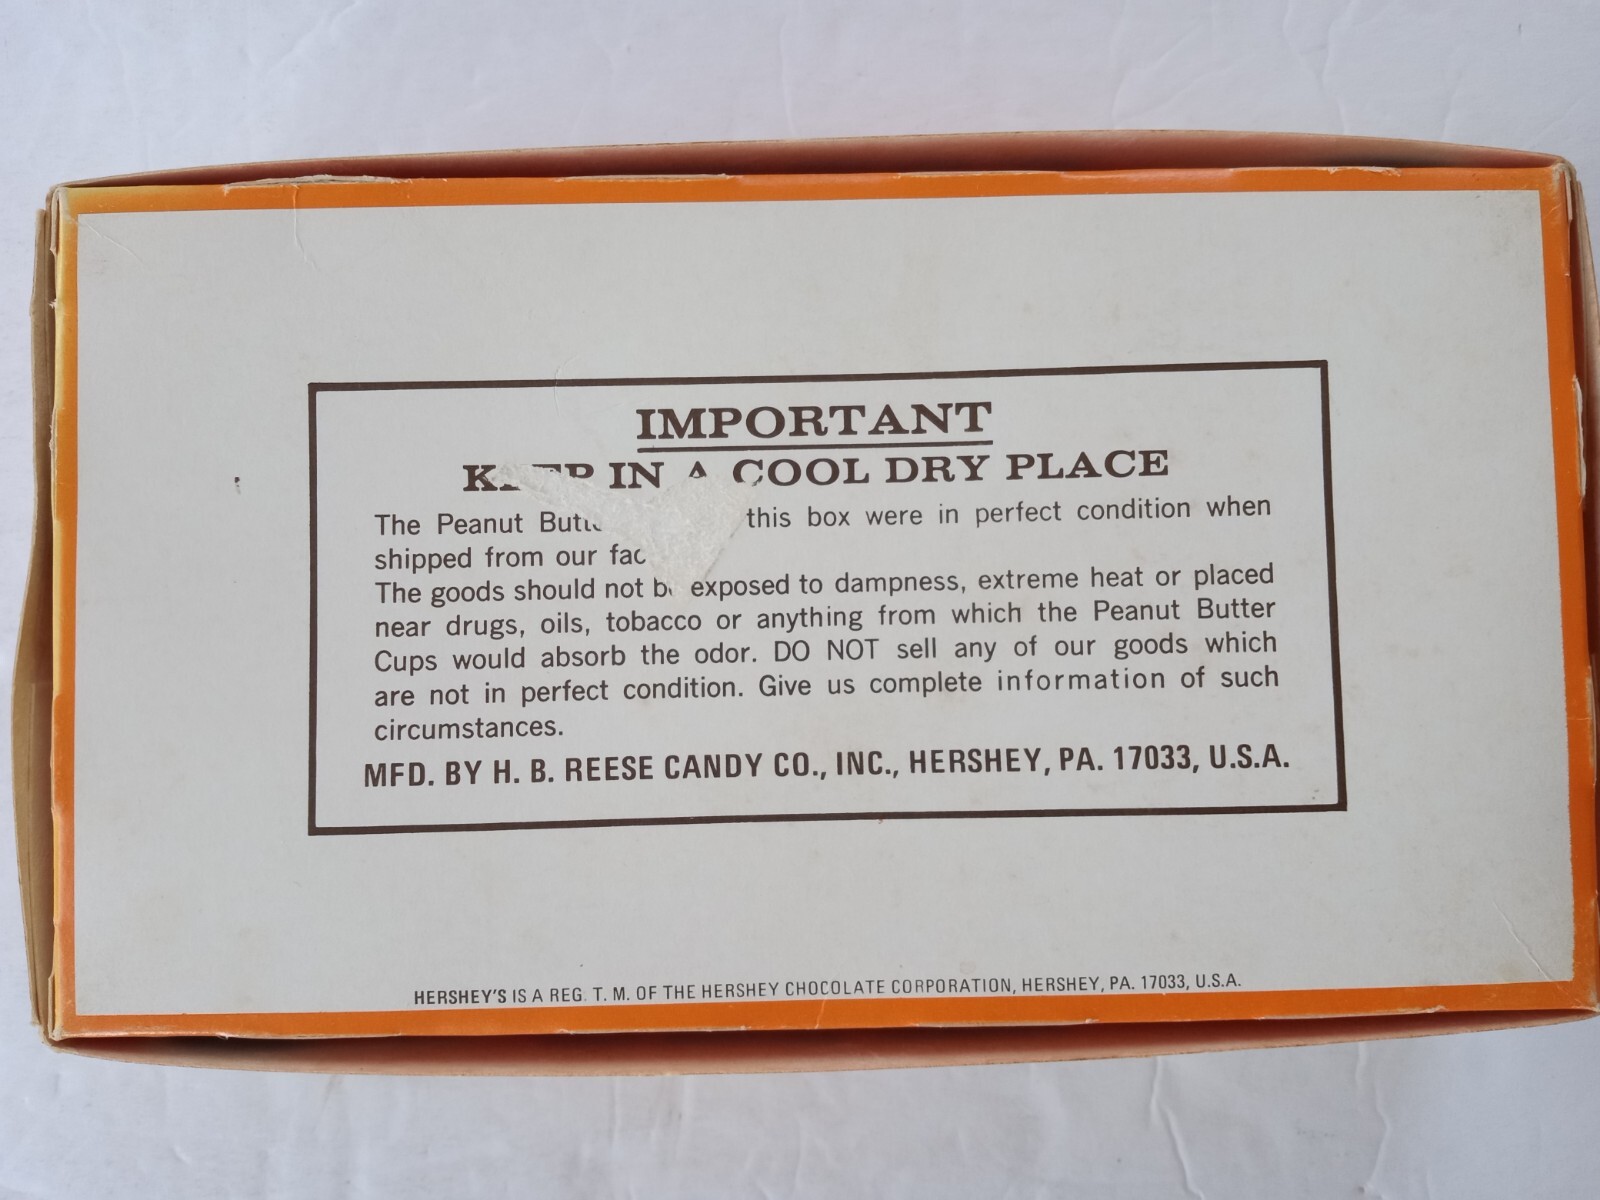 IMPORTANT
IN A COOL DRY PLACE
The Peanut this box were in perfect condition when
shipped from our
The goods should not be exposed to dampness, extreme heat or placed
near drugs, oils, tobacco or anything from which the Peanut Butter
Cups would absorb the odor. DO NOT sell any of our goods which
are not in perfect condition. Give us complete information of such
circumstances.
MFD. BY H. B. REESE CANDY CO., INC., HERSHEY, PA. 17033, U.S.A.
HERSHEY'S IS A REG. T. M. OF THE HERSHEY CHOCOLATE CORPORATION, HERSHEY, PA. 17033, U.S.A.